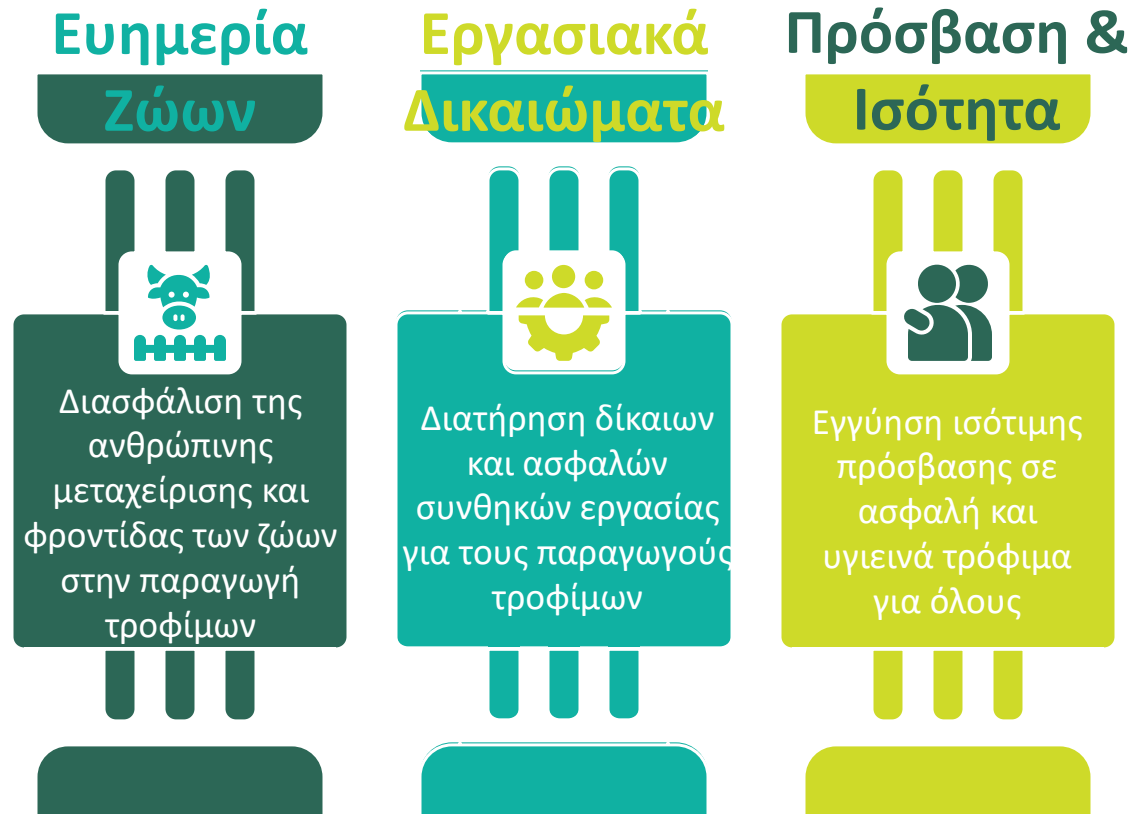 Ευημερία
Ζώων
Διασφάλιση της
ανθρώπινης
μεταχείρισης και
φροντίδας των ζώων
στην παραγωγή
τροφίμων
Εργασιακά
Δικαιώματα
Διατήρηση δίκαιων
και ασφαλών
συνθηκών εργασίας
για τους παραγωγούς
τροφίμων
Πρόσβαση &
Ισότητα
Εγγύηση ισότιμης
πρόσβασης σε
ασφαλή και
υγιεινά τρόφιμα
για όλους